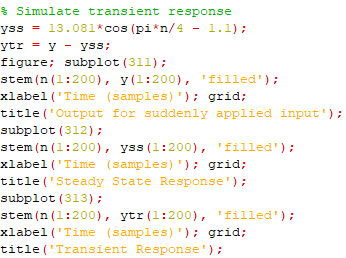 % Simulate transient response
yss = 13.081*cos(pi*n/4 - 1.1);
ytr = y - yss;
figure; subplot(311);
stem(n(1:200), y(1:200), 'filled');
xlabel('Time (samples)'); grid;
title('Output for suddenly applied input');
subplot(312);
stem(n(1:200), yss(1:200), 'filled');
xlabel('Time (samples)'); grid;
title('Steady State Response');
subplot(313);
stem(n(1:200), ytr(1:200), 'filled');
xlabel('Time (samples)'); grid;
title('Transient Response');